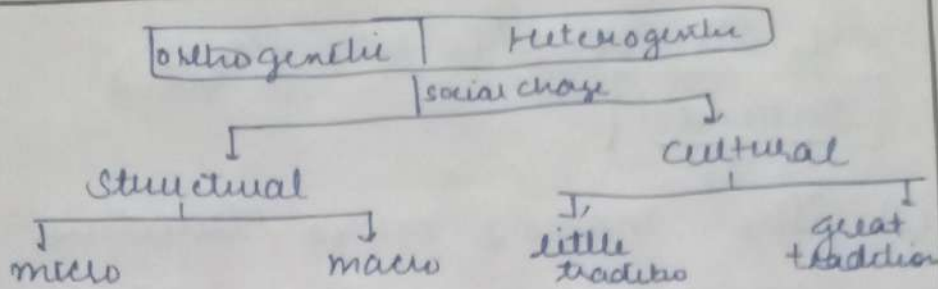 orthogenetic Heterogenetic
social change
structural cultural
micro macro little tradition great tradition